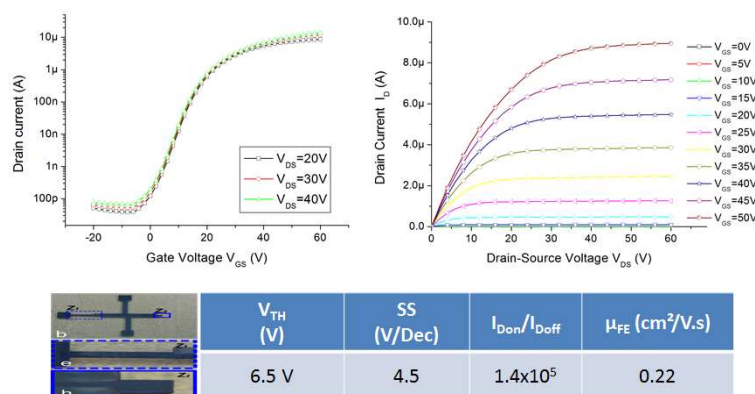 10µ
1µ
100n
10n
1n
100p
Drain current (A)
V_DS=20V
V_DS=30V
V_DS=40V
-20 0 20 40 60
Gate Voltage V_GS (V)
10.0µ
8.0µ
6.0µ
4.0µ
2.0µ
0.0
Drain Current I_D (A)
0 10 20 30 40 50 60
Drain-Source Voltage V_DS (V)
V_GS=0V
V_GS=5V
V_GS=10V
V_GS=15V
V_GS=20V
V_GS=25V
V_GS=30V
V_GS=35V
V_GS=40V
V_GS=45V
V_GS=50V
b
V_TH
(V)
SS
(V/Dec)
I_Don/I_Doff
µ_FE (cm²/V.s)
6.5 V
4.5
1.4x10⁵
0.22